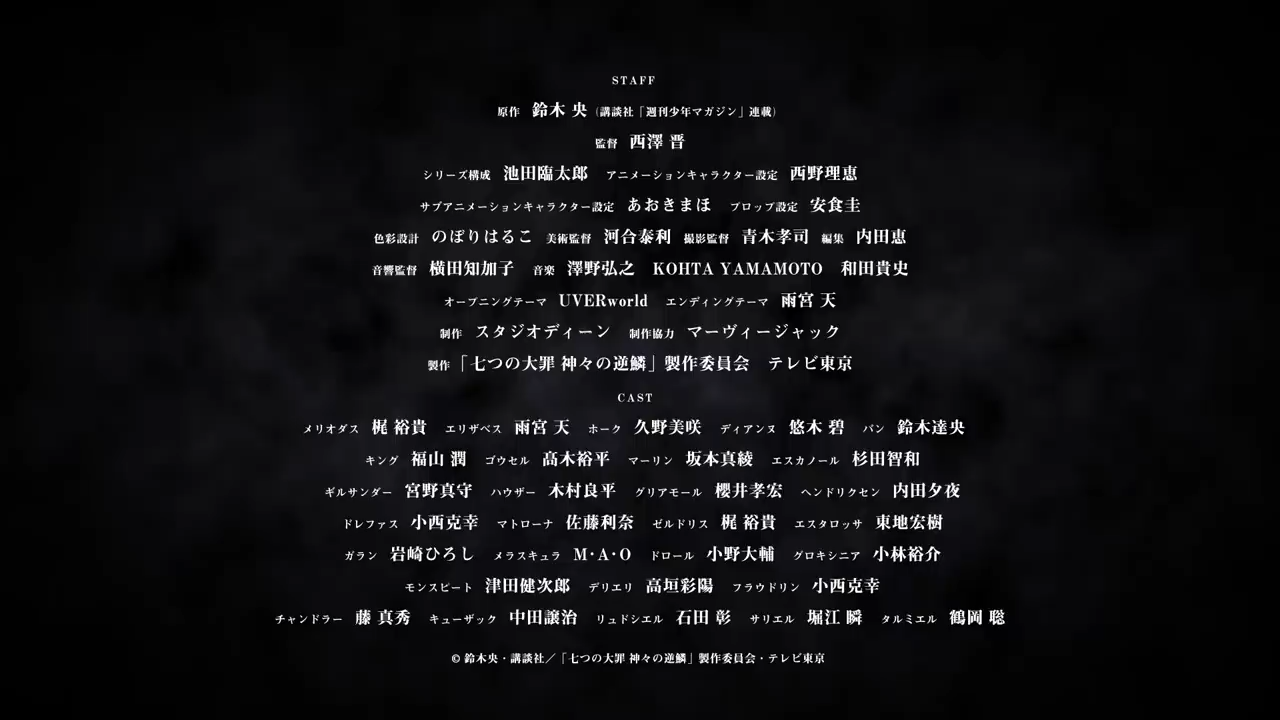 STAFF
原作 鈴木 央 (講談社「週刊少年マガジン」連載)
監督 西澤 晋
シリーズ構成 池田臨太郎 アニメーションキャラクター設定 西野理恵
サブアニメーションキャラクター設定 あおきまほ プロップ設定 安食圭
色彩設計 のぼりはるこ 美術監督 河合泰利 撮影監督 青木孝司 編集 内田恵
音響監督 横田知加子 音楽 澤野弘之 KOHTA YAMAMOTO 和田貴史
オープニングテーマ UVERworld エンディングテーマ 雨宮 天
制作 スタジオディーン 制作協力 マーヴィージャック
製作「七つの大罪 神々の逆鱗」製作委員会 テレビ東京
CAST
メリオダス 梶 裕貴 エリザベス 雨宮 天 ホーク 久野美咲 ディアンヌ 悠木 碧 バン 鈴木達央
キング 福山 潤 ゴウセル 髙木裕平 マーリン 坂本真綾 エスカノール 杉田智和
ギルサンダー 宮野真守 ハウザー 木村良平 グリアモール 櫻井孝宏 ヘンドリクセン 内田夕夜
ドレファス 小西克幸 マトローナ 佐藤利奈 ゼルドリス 梶 裕貴 エスタロッサ 東地宏樹
ガラン 岩崎ひろし メラスキュラ M・A・O ドロール 小野大輔 グロキシニア 小林裕介
モンスピート 津田健次郎 デリエリ 高垣彩陽 フラウドリン 小西克幸
チャンドラー 藤 真秀 キューザック 中田譲治 リュドシエル 石田 彰 サリエル 堀江 瞬 タルミエル 鶴岡 聡
© 鈴木央・講談社／「七つの大罪 神々の逆鱗」製作委員会・テレビ東京